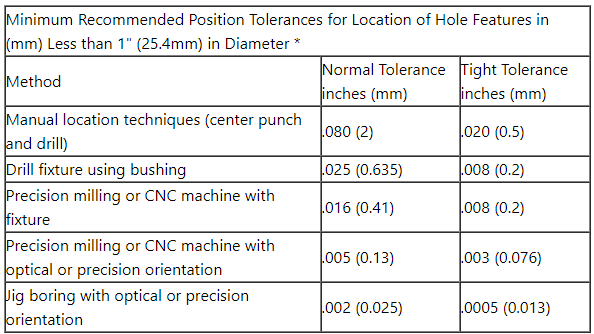 Minimum Recommended Position Tolerances for Location of Hole Features in
(mm) Less than 1" (25.4mm) in Diameter *
Method
Normal Tolerance
inches (mm)
Tight Tolerance
inches (mm)
Manual location techniques (center punch
and drill)
.080 (2)
.020 (0.5)
Drill fixture using bushing
.025 (0.635)
.008 (0.2)
Precision milling or CNC machine with
fixture
.016 (0.41)
.008 (0.2)
Precision milling or CNC machine with
optical or precision orientation
.005 (0.13)
.003 (0.076)
Jig boring with optical or precision
orientation
.002 (0.025)
.0005 (0.013)